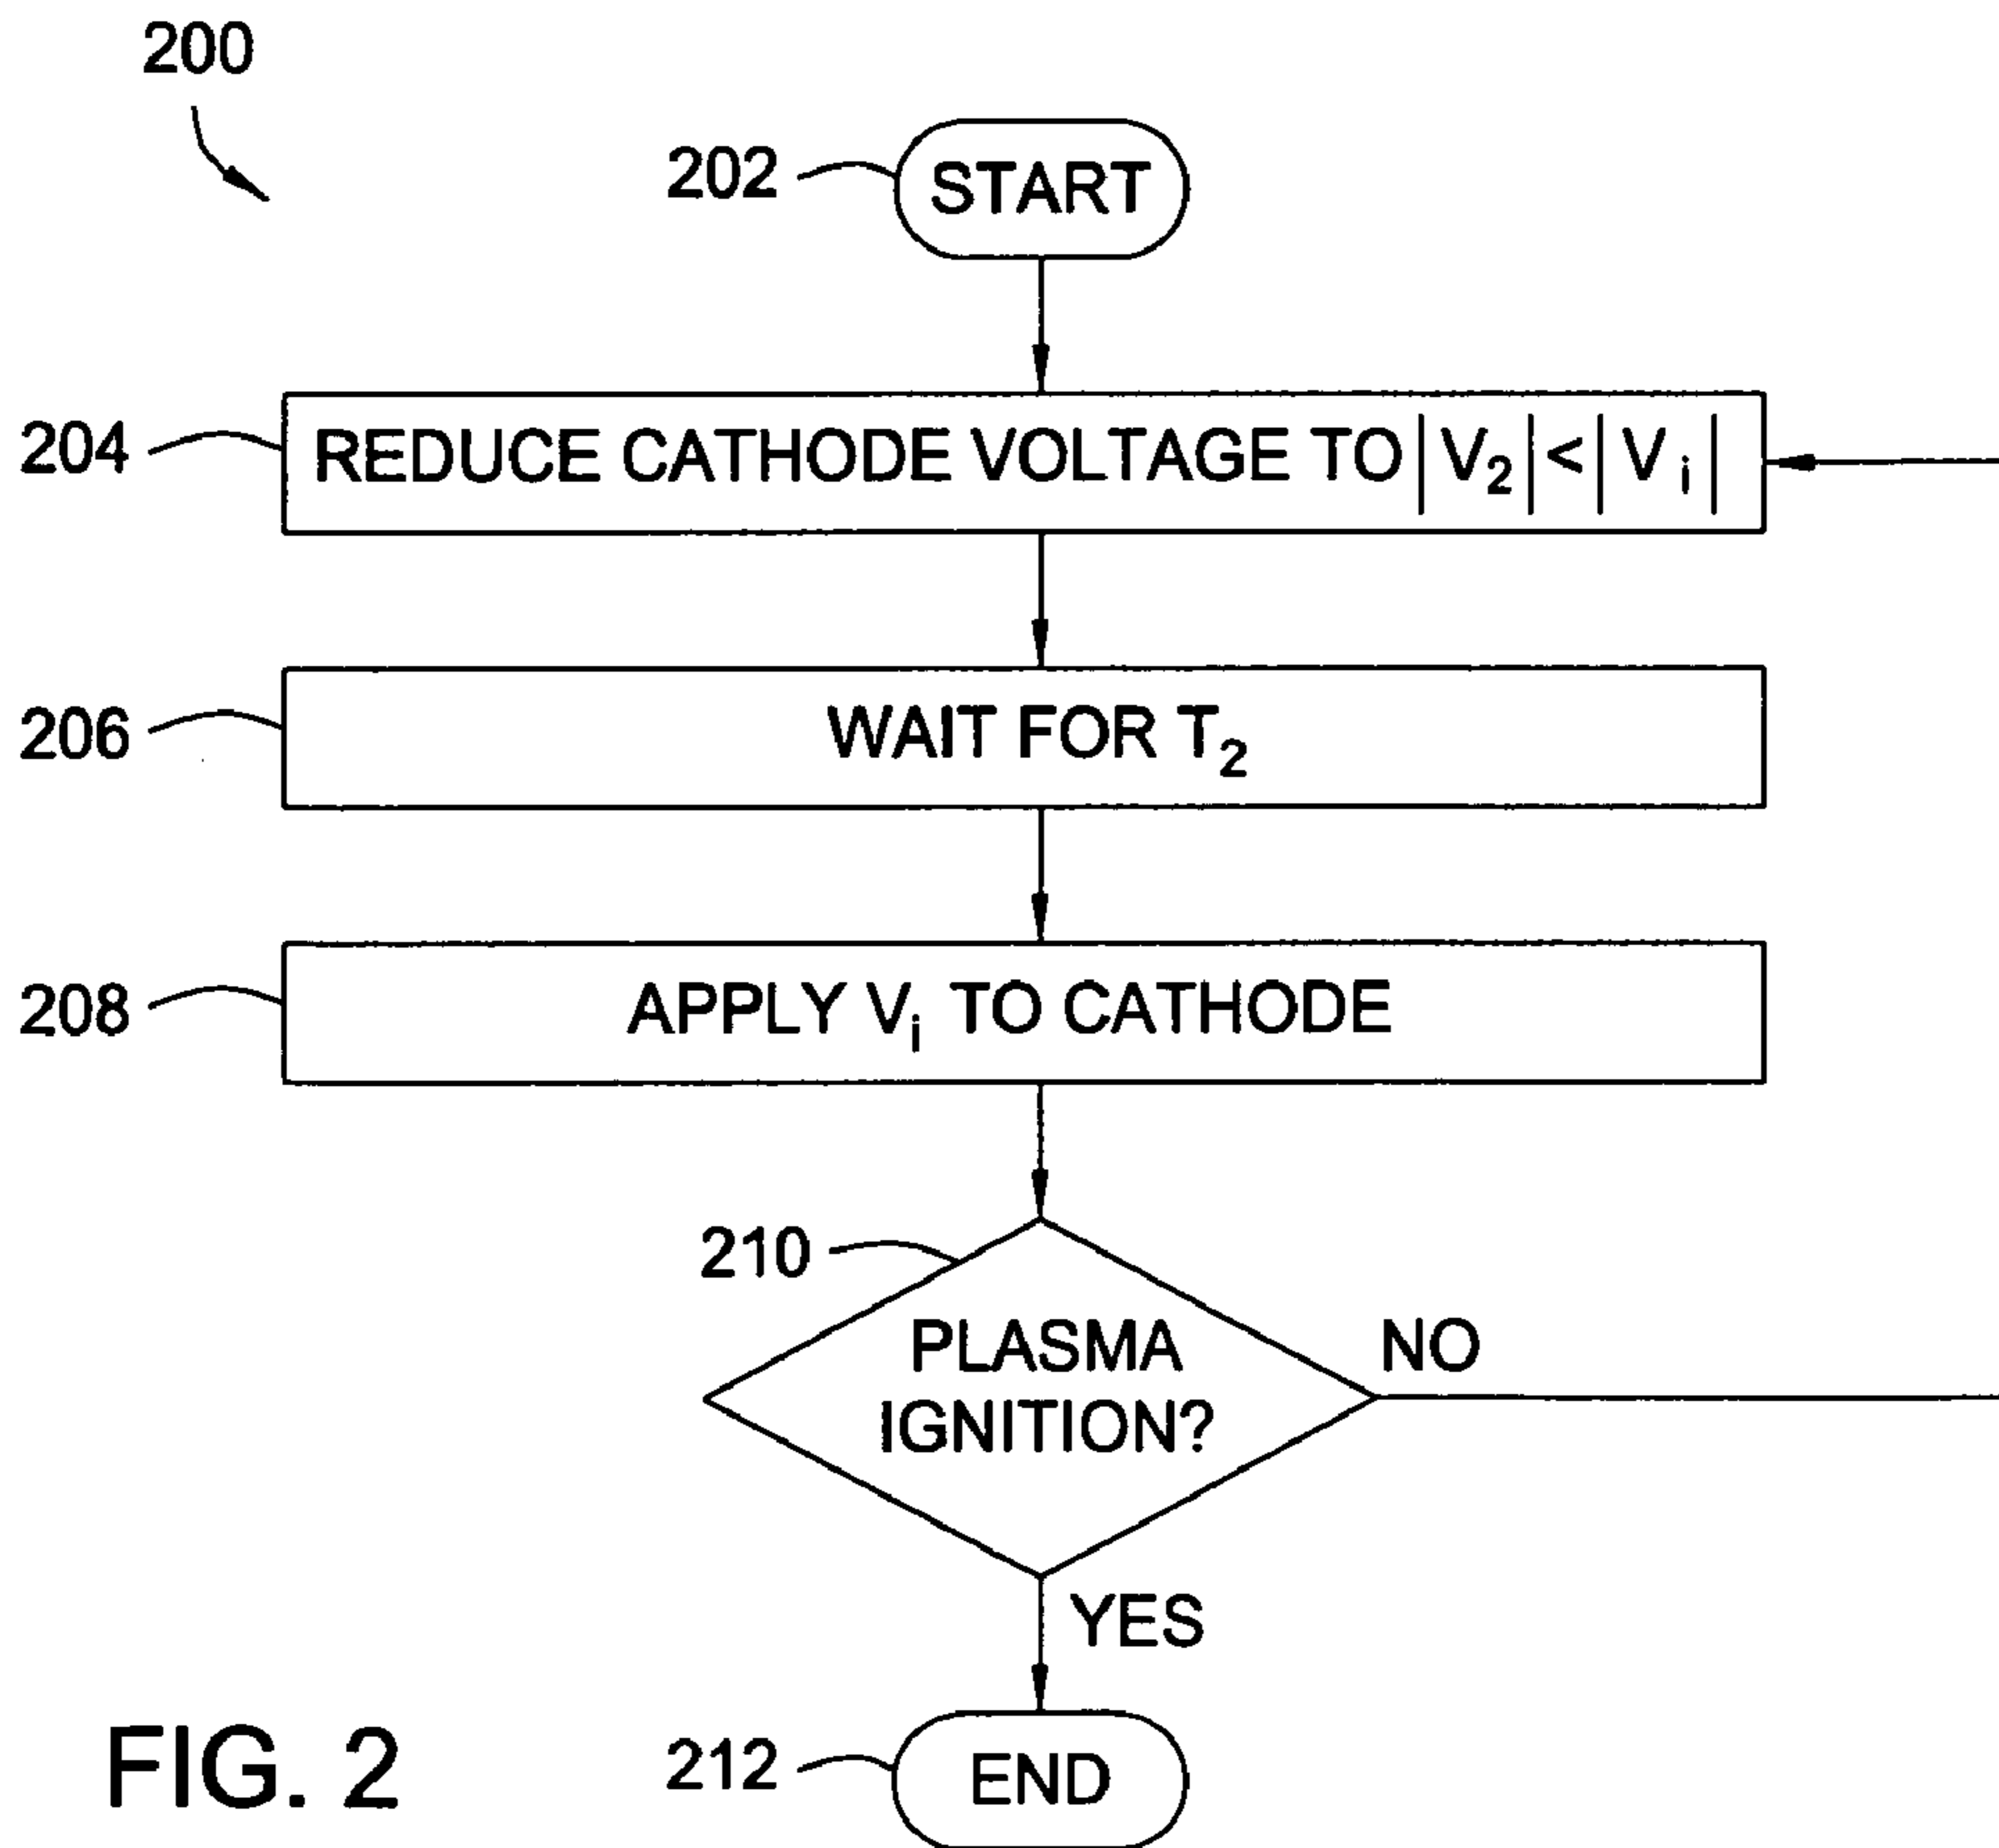 200
202 START
204 REDUCE CATHODE VOLTAGE TO |V₂|<|Vᵢ|
206 WAIT FOR T₂
208 APPLY Vᵢ TO CATHODE
210
PLASMA
IGNITION?
NO
YES
212 END
FIG. 2